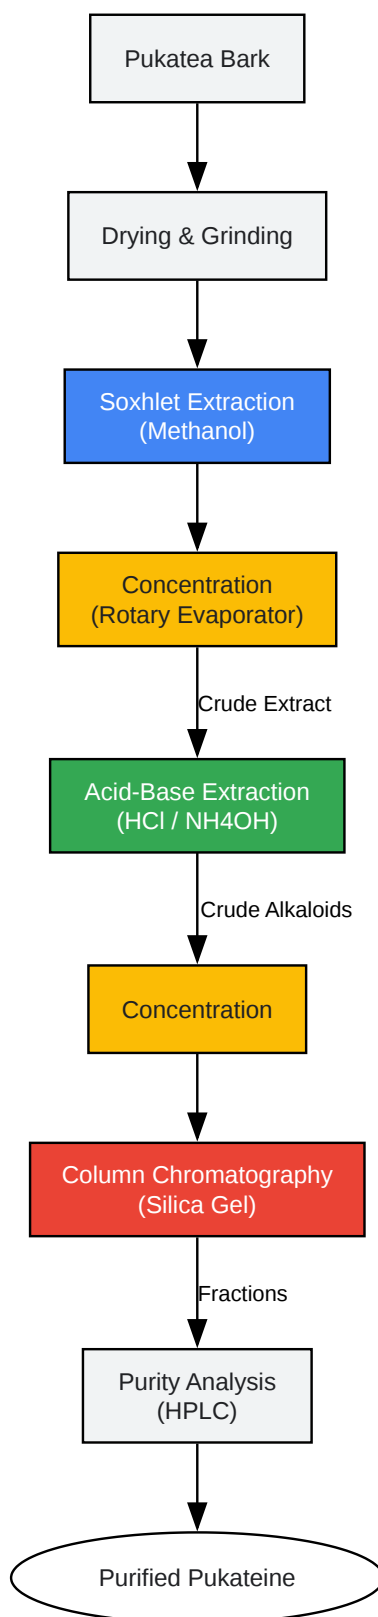 Pukatea Bark
Drying & Grinding
Soxhlet Extraction
(Methanol)
Concentration
(Rotary Evaporator)
Crude Extract
Acid-Base Extraction
(HCl / NH4OH)
Crude Alkaloids
Concentration
Column Chromatography
(Silica Gel)
Fractions
Purity Analysis
(HPLC)
Purified Pukateine